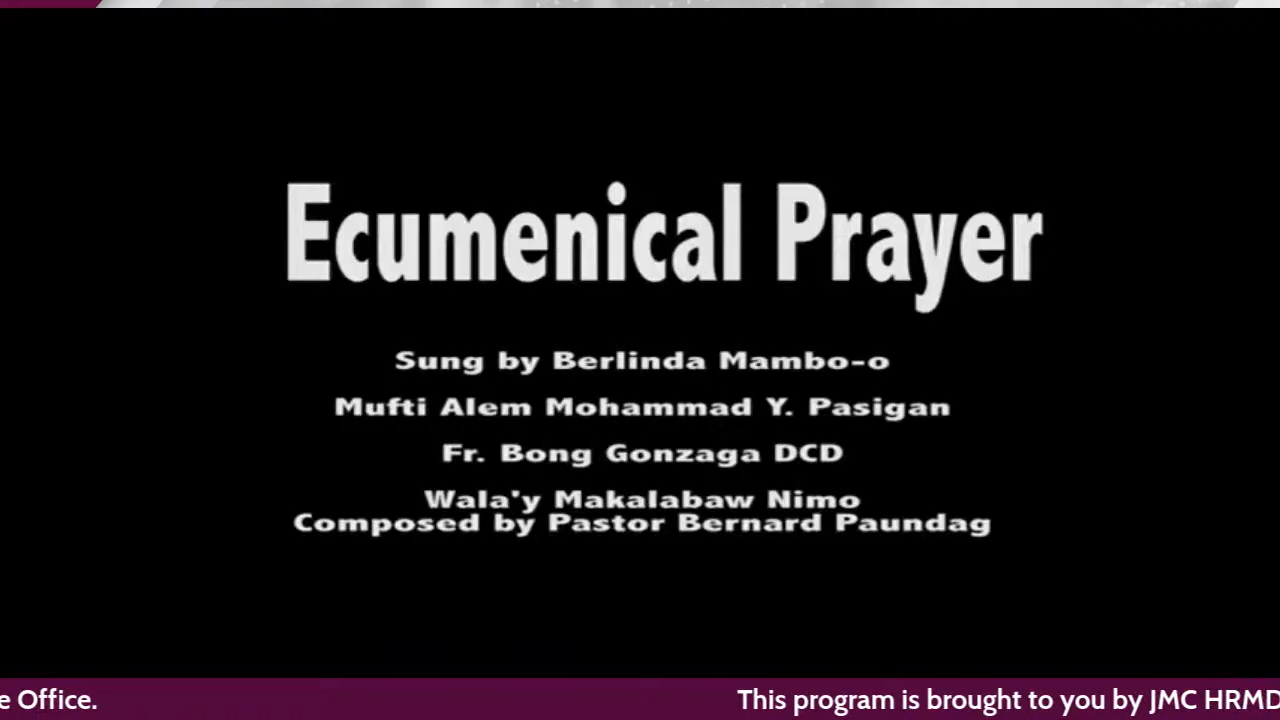 Ecumenical Prayer
Sung by Berlinda Mambo-o
Mufti Alem Mohammad Y. Pasigan
Fr. Bong Gonzaga DCD
Wala'y Makalabaw Nimo
Composed by Pastor Bernard Paundag
e Office. This program is brought to you by JMC HRMD